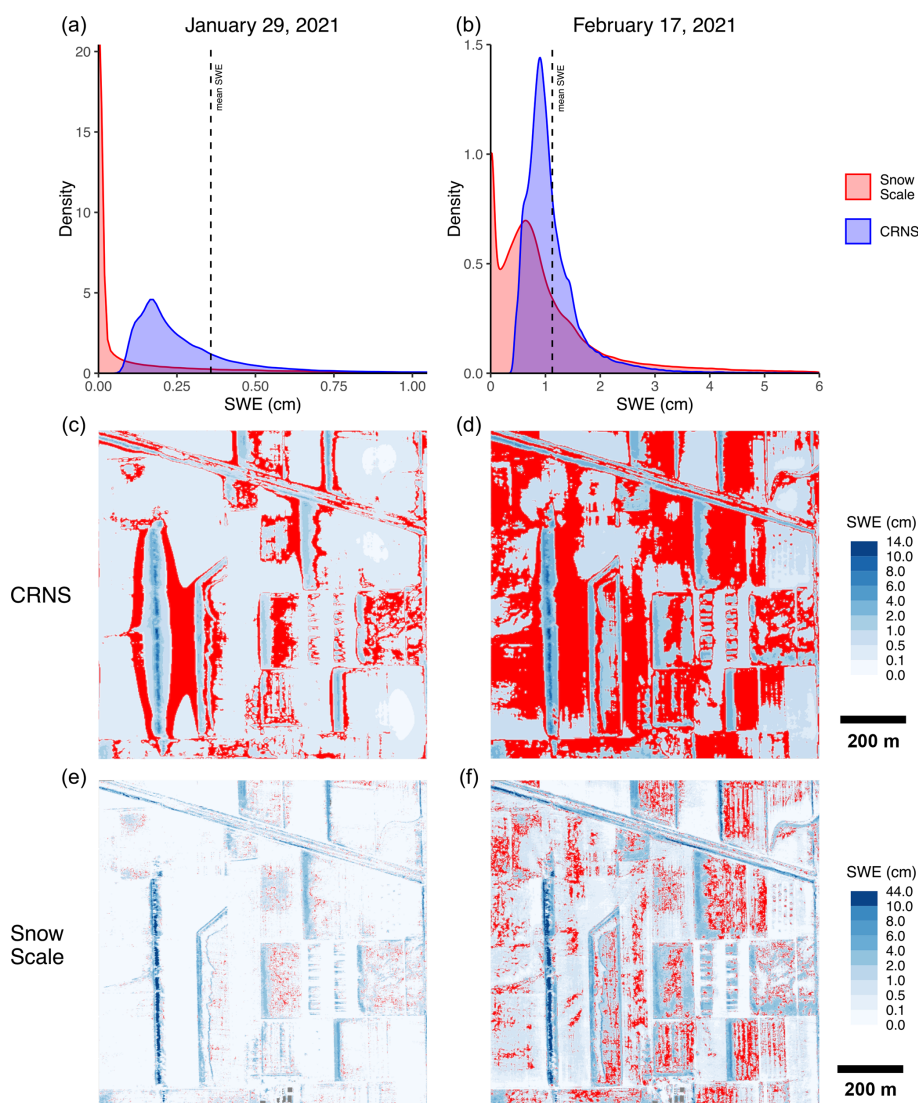 (a)
January 29, 2021
(b)
February 17, 2021
20
15
10
5
0
Density
mean SWE
0.00
0.25
0.50
0.75
1.00
SWE (cm)
1.5
1.0
0.5
0.0
Density
mean SWE
0
1
2
3
4
5
6
SWE (cm)
Snow
Scale
CRNS
(c)
(d)
CRNS
SWE (cm)
14.0
10.0
8.0
6.0
4.0
2.0
1.0
0.5
0.1
0.0
200 m
(e)
(f)
Snow
Scale
SWE (cm)
44.0
10.0
8.0
6.0
4.0
2.0
1.0
0.5
0.1
0.0
200 m